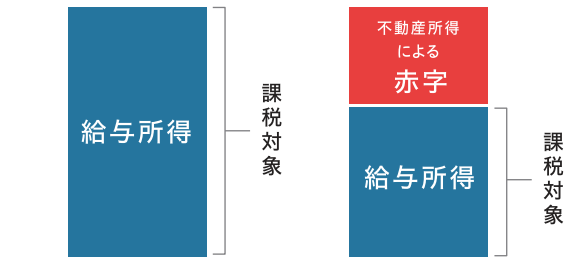 給与所得
課税対象
不動産所得
による
赤字
給与所得
課税対象